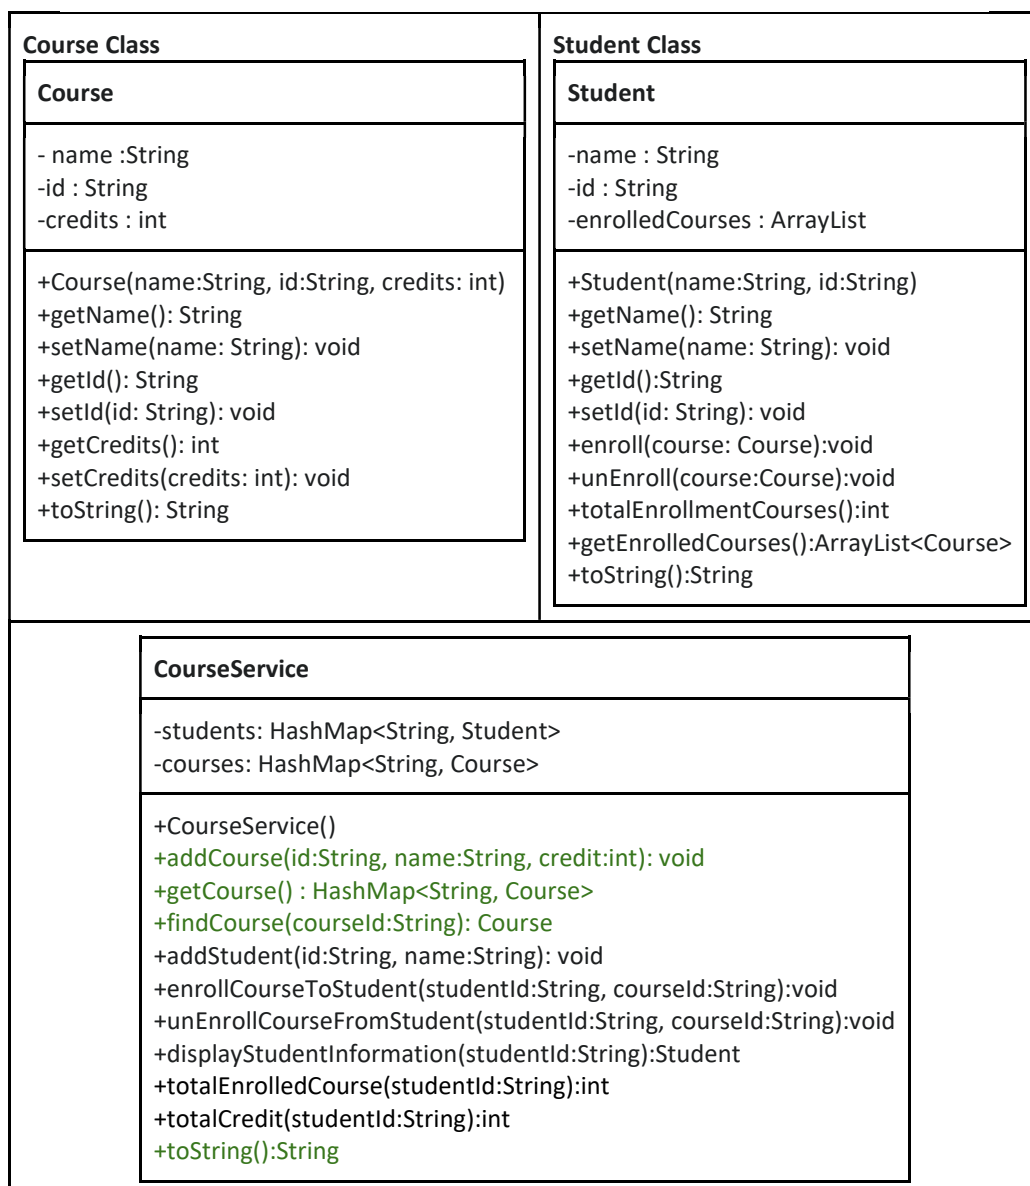 Course Class
Course
- name :String
-id : String
-credits : int
+Course(name:String, id:String, credits: int)
+getName(): String
+setName(name: String): void
+getId(): String
+setId(id: String): void
+getCredits(): int
+setCredits(credits: int): void
+toString(): String
Student Class
Student
-name : String
-id : String
-enrolledCourses : ArrayList
+Student(name:String, id:String)
+getName(): String
+setName(name: String): void
+getId():String
+setId(id: String): void
+enroll(course: Course):void
+unEnroll(course:Course):void
+totalEnrollmentCourses():int
+getEnrolledCourses():ArrayList<Course>
+toString():String
CourseService
-students: HashMap<String, Student>
-courses: HashMap<String, Course>
+CourseService()
+addCourse(id:String, name:String, credit:int): void
+getCourse() : HashMap<String, Course>
+findCourse(courseId:String): Course
+addStudent(id:String, name:String): void
+enrollCourseToStudent(studentId:String, courseId:String):void
+unEnrollCourseFromStudent(studentId:String, courseId:String):void
+displayStudentInformation(studentId:String):Student
+totalEnrolledCourse(studentId:String):int
+totalCredit(studentId:String):int
+toString():String